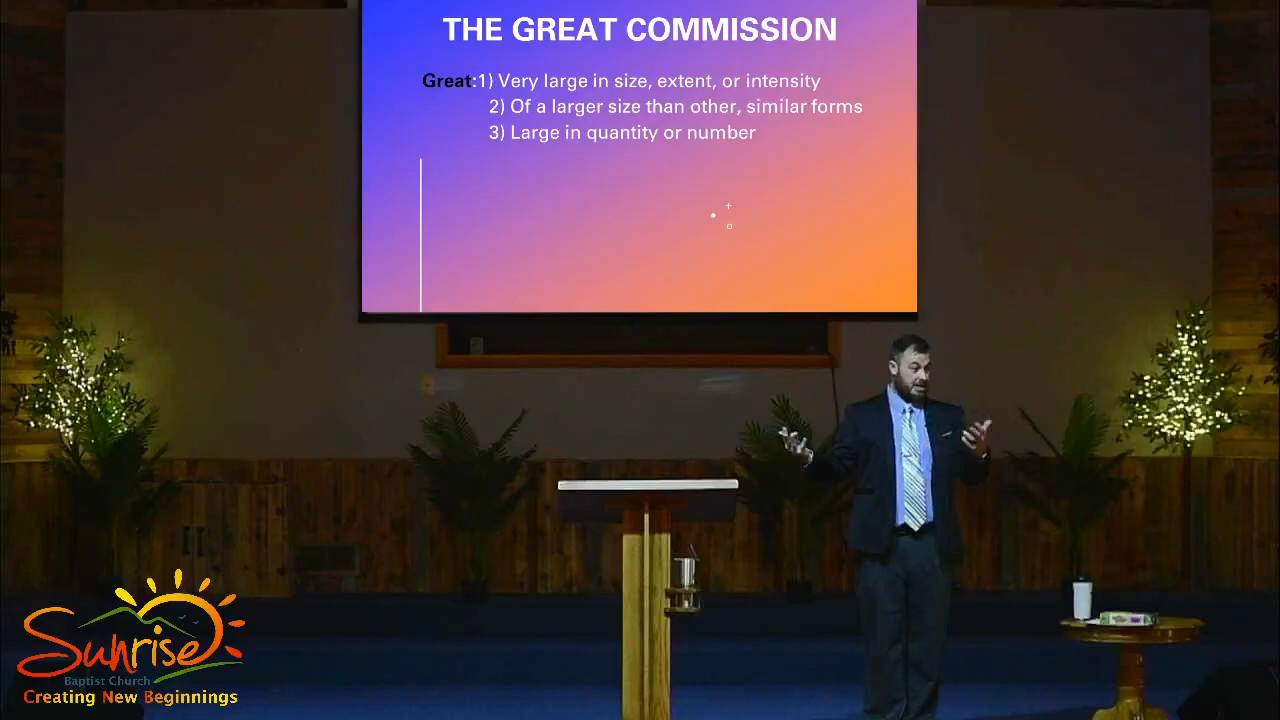 THE GREAT COMMISSION
Great:1) Very large in size, extent, or intensity
2) Of a larger size than other, similar forms
3) Large in quantity or number
Sunrise
Baptist Church
Creating New Beginnings